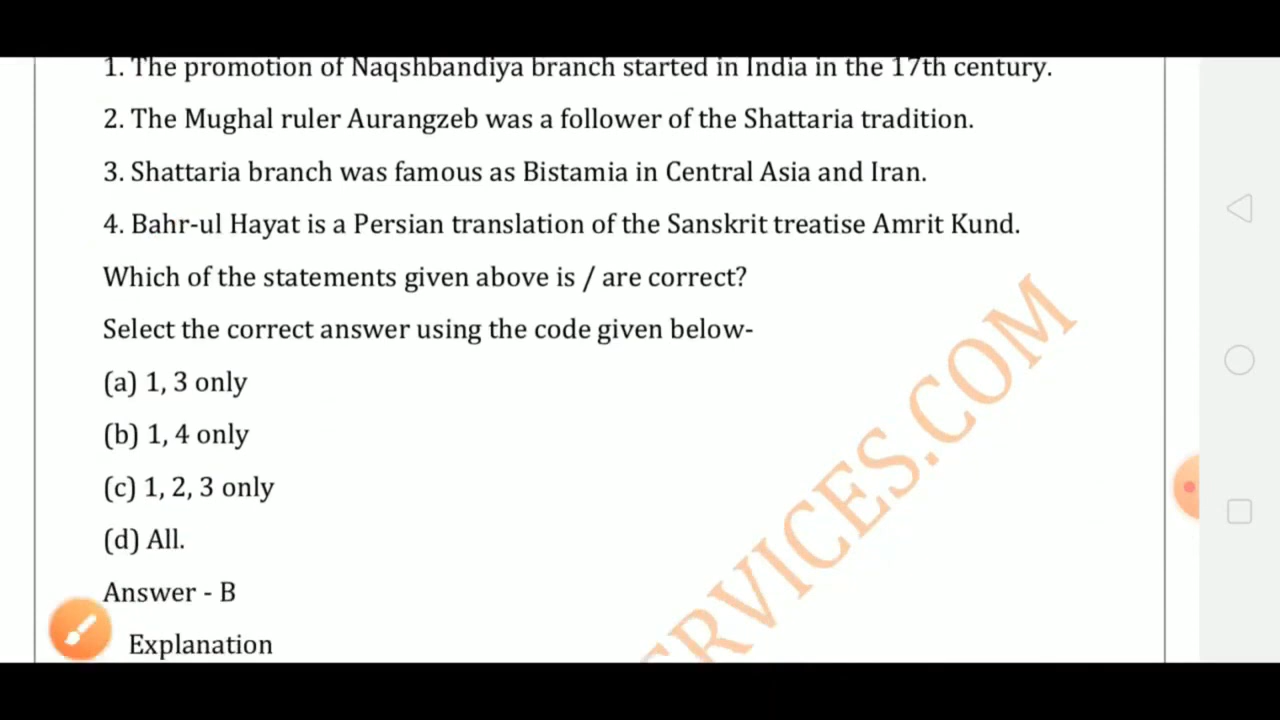 1. The promotion of Naqshbandiya branch started in India in the 17th century.
2. The Mughal ruler Aurangzeb was a follower of the Shattaria tradition.
3. Shattaria branch was famous as Bistamia in Central Asia and Iran.
4. Bahr-ul Hayat is a Persian translation of the Sanskrit treatise Amrit Kund.
Which of the statements given above is / are correct?
Select the correct answer using the code given below-
(a) 1, 3 only
(b) 1, 4 only
(c) 1, 2, 3 only
(d) All.
Answer - B
Explanation
RVICES.COM